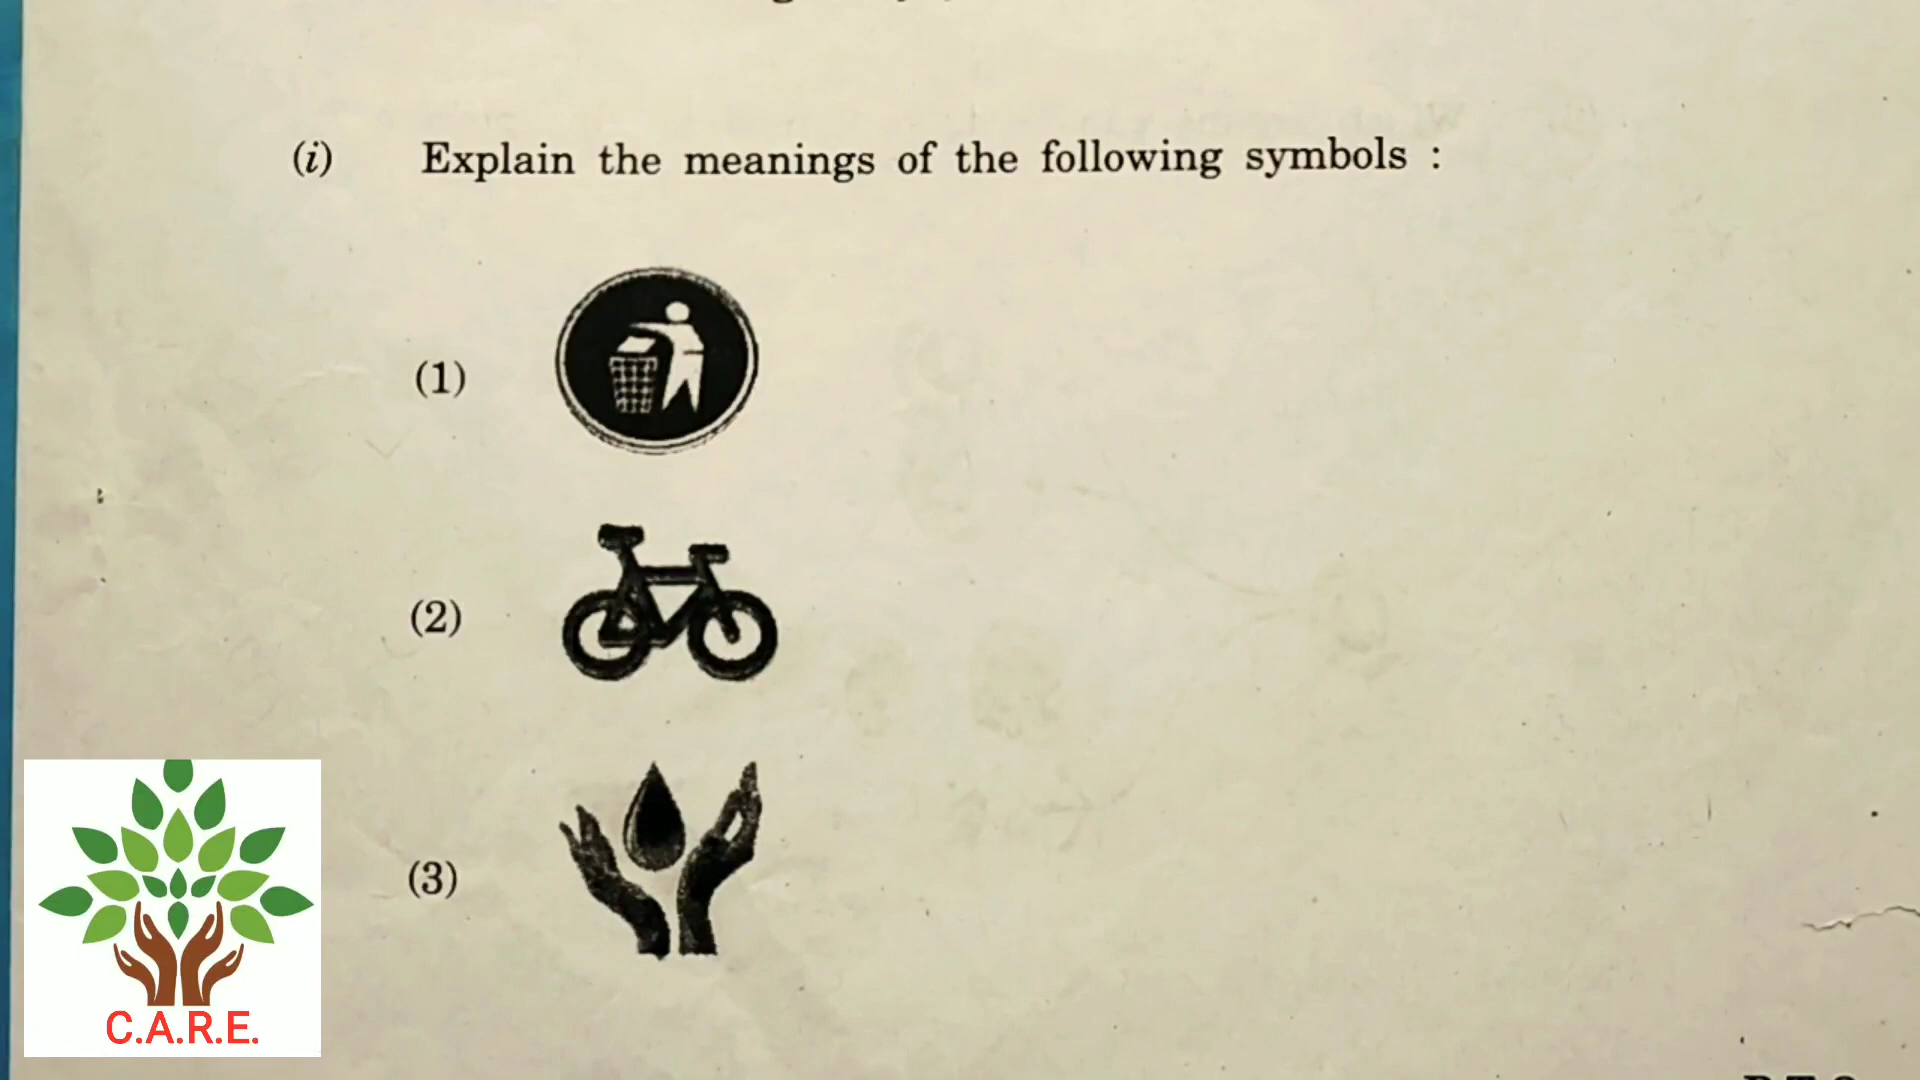 (i) Explain the meanings of the following symbols :
(1)
(2)
(3)
C.A.R.E.